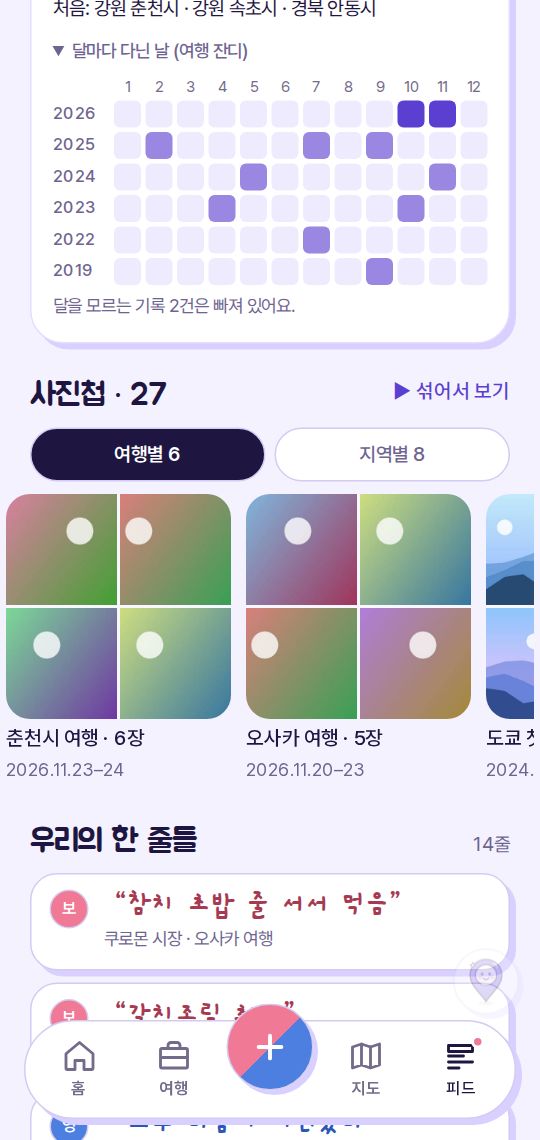 처음: 강원 춘천시 · 강원 속초시 · 경북 안동시
▼ 달마다 다닌 날 (여행 잔디)
1 2 3 4 5 6 7 8 9 10 11 12
2026
2025
2024
2023
2022
2019
달을 모르는 기록 2건은 빠져 있어요.
사진첩 · 27
▶ 섞어서 보기
여행별 6
지역별 8
춘천시 여행 · 6장
2026.11.23–24
오사카 여행 · 5장
2026.11.20–23
도쿄
2024.
우리의 한 줄들
14줄
보
“참치 초밥 줄 서서 먹음”
쿠로몬 시장 · 오사카 여행
보
“갈치조림
홈
여행
지도
피드